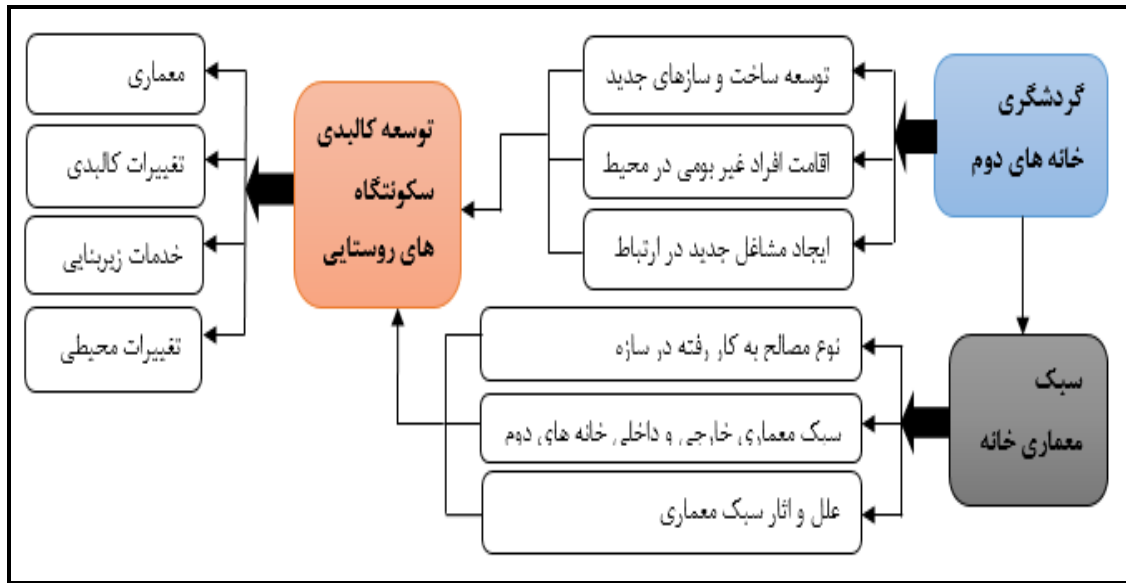 گردشگری
خانه های دوم
توسعه ساخت و سازهای جدید
اقامت افراد غیر بومی در محیط
ایجاد مشاغل جدید در ارتباط
سبک
معماری خانه
نوع مصالح به کار رفته در سازه
سبک معماری خارجی و داخلی خانه های دوم
علل و اثار سبک معماری
توسعه کالبدی
سکونتگاه
های روستایی
معماری
تغییرات کالبدی
خدمات زیربنایی
تغییرات محیطی